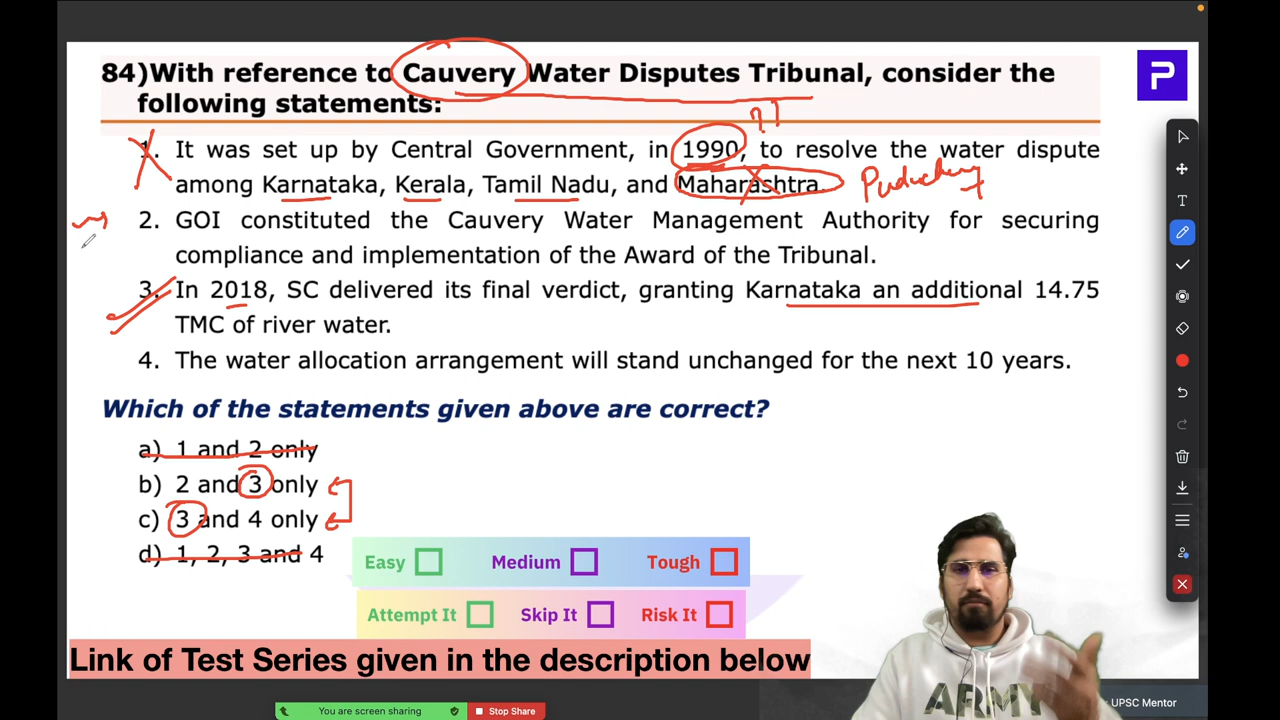 84)With reference to Cauvery Water Disputes Tribunal, consider the
following statements:
??
1. It was set up by Central Government, in 1990, to resolve the water dispute
among Karnataka, Kerala, Tamil Nadu, and Maharashtra. Puducherry
2. GOI constituted the Cauvery Water Management Authority for securing
compliance and implementation of the Award of the Tribunal.
3. In 2018, SC delivered its final verdict, granting Karnataka an additional 14.75
TMC of river water.
4. The water allocation arrangement will stand unchanged for the next 10 years.
Which of the statements given above are correct?
a) 1 and 2 only
b) 2 and 3 only
c) 3 and 4 only
d) 1, 2, 3 and 4
Easy Medium Tough
Attempt It Skip It Risk It
Link of Test Series given in the description below
ARMY
UPSC Mentor
You are screen sharing Stop Share